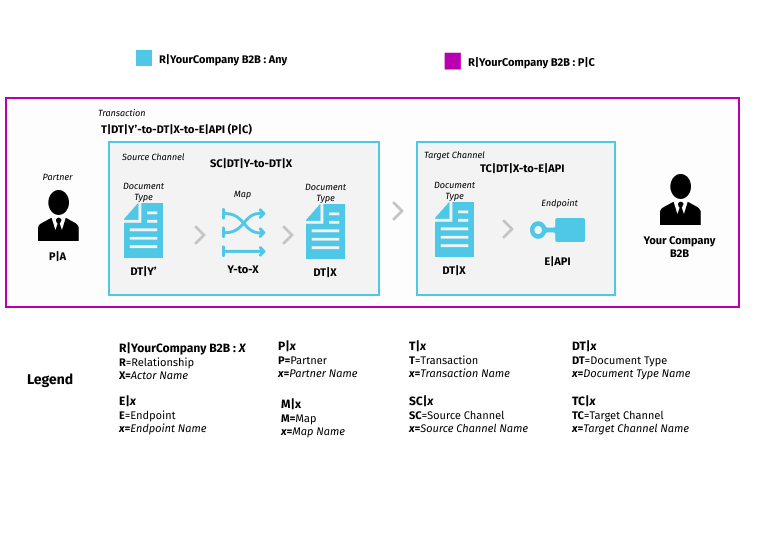 R|YourCompany B2B : Any
R|YourCompany B2B : P|C
Transaction
T|DT|Y’-to-DT|X-to-E|API (P|C)
Source Channel
SC|DT|Y-to-DT|X
Target Channel
TC|DT|X-to-E|API
Partner
P|A
Document
Type
DT|Y’
Map
Y-to-X
Document
Type
DT|X
Document
Type
DT|X
Endpoint
E|API
Your Company
B2B
Legend
R|YourCompany B2B : X
R=Relationship
X=Actor Name
P|x
P=Partner
x=Partner Name
T|x
T=Transaction
x=Transaction Name
DT|x
DT=Document Type
x=Document Type Name
E|x
E=Endpoint
x=Endpoint Name
M|x
M=Map
x=Map Name
SC|x
SC=Source Channel
x=Source Channel Name
TC|x
TC=Target Channel
x=Target Channel Name